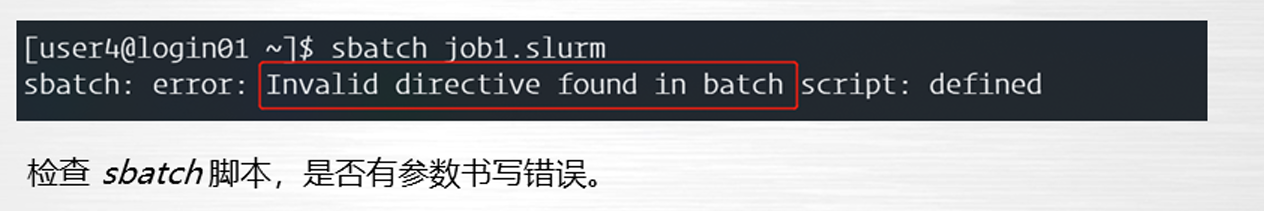 [user4@login01 ~]$ sbatch job1.slurm
sbatch: error: Invalid directive found in batch script: defined
检查 sbatch 脚本，是否有参数书写错误。